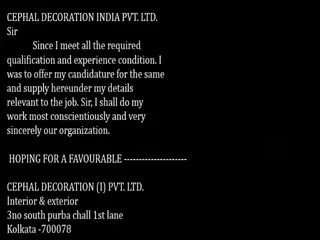 CEPHAL DECORATION INDIA PVT. LTD.
Sir
Since I meet all the required
qualification and experience condition. I
was to offer my candidature for the same
and supply hereunder my details
relevant to the job. Sir, I shall do my
work most conscientiously and very
sincerely our organization.
HOPING FOR A FAVOURABLE ---------------------
CEPHAL DECORATION (I) PVT. LTD.
Interior & exterior
3no south purba chall 1st lane
Kolkata -700078